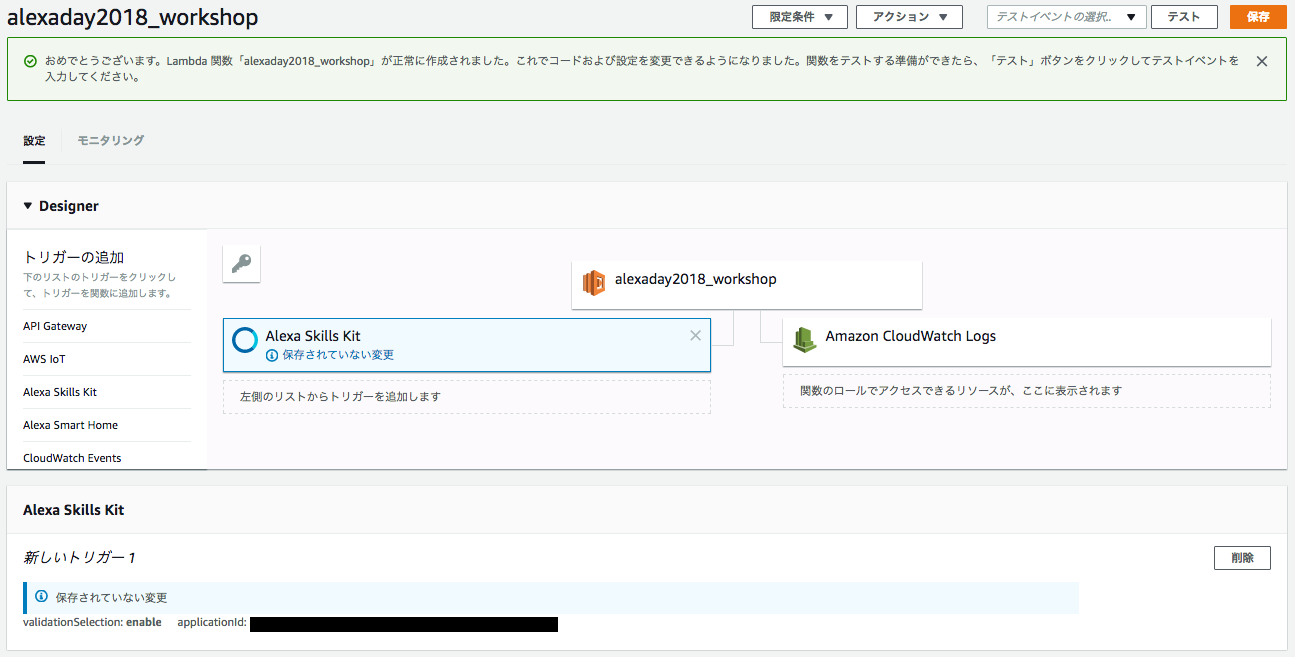 alexaday2018_workshop
限定条件 ▼
アクション ▼
テストイベントの選択.. ▼
テスト
保存
おめでとうございます。Lambda 関数「alexaday2018_workshop」が正常に作成されました。これでコードおよび設定を変更できるようになりました。関数をテストする準備ができたら、「テスト」ボタンをクリックしてテストイベントを
入力してください。
設定
モニタリング
▼ Designer
トリガーの追加
下のリストのトリガーをクリックし
て、トリガーを関数に追加します。
API Gateway
AWS IoT
Alexa Skills Kit
Alexa Smart Home
CloudWatch Events
alexaday2018_workshop
Alexa Skills Kit
保存されていない変更
左側のリストからトリガーを追加します
Amazon CloudWatch Logs
関数のロールでアクセスできるリソースが、ここに表示されます
Alexa Skills Kit
新しいトリガー 1
削除
保存されていない変更
validationSelection: enable applicationId: